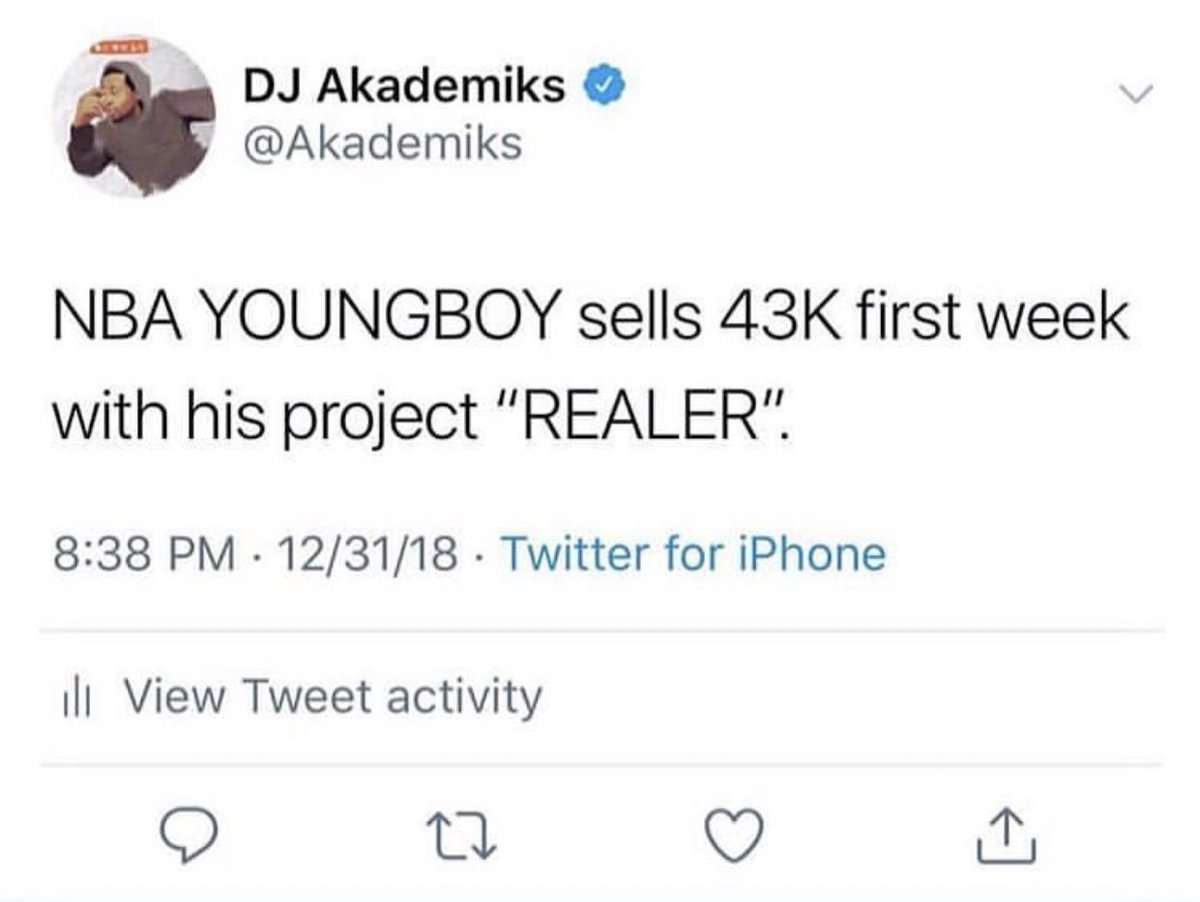 DJ Akademiks
@Akademiks
NBA YOUNGBOY sells 43K first week
with his project "REALER".
8:38 PM · 12/31/18 · Twitter for iPhone
View Tweet activity